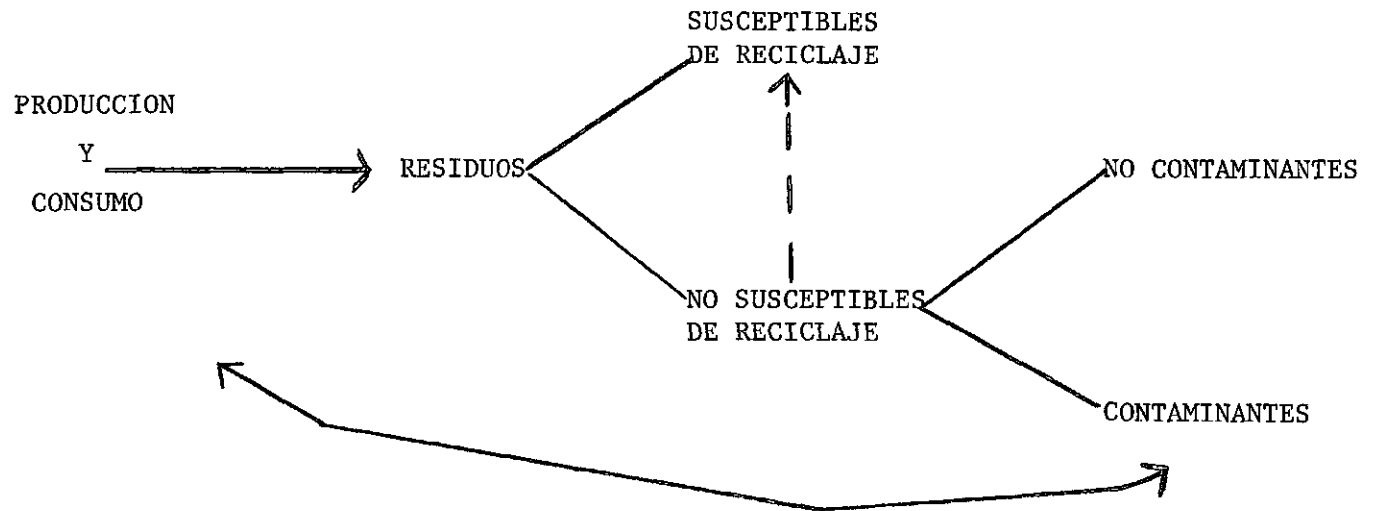 SUSCEPTIBLES
DE RECICLAJE
PRODUCCION
Y
CONSUMO
RESIDUOS
NO CONTAMINANTES
NO SUSCEPTIBLES
DE RECICLAJE
CONTAMINANTES